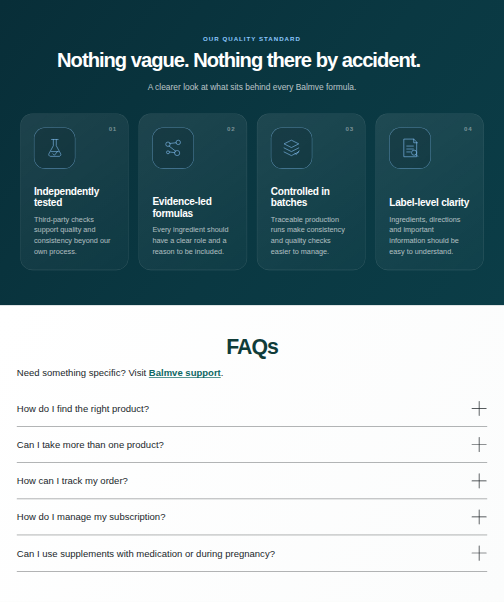 OUR QUALITY STANDARD
Nothing vague. Nothing there by accident.
A clearer look at what sits behind every Balmve formula.
01
Independently
tested
Third-party checks
support quality and
consistency beyond our
own process.
02
Evidence-led
formulas
Every ingredient should
have a clear role and a
reason to be included.
03
Controlled in
batches
Traceable production
runs make consistency
and quality checks
easier to manage.
04
Label-level clarity
Ingredients, directions
and important
information should be
easy to understand.
FAQs
Need something specific? Visit Balmve support.
How do I find the right product?
Can I take more than one product?
How can I track my order?
How do I manage my subscription?
Can I use supplements with medication or during pregnancy?